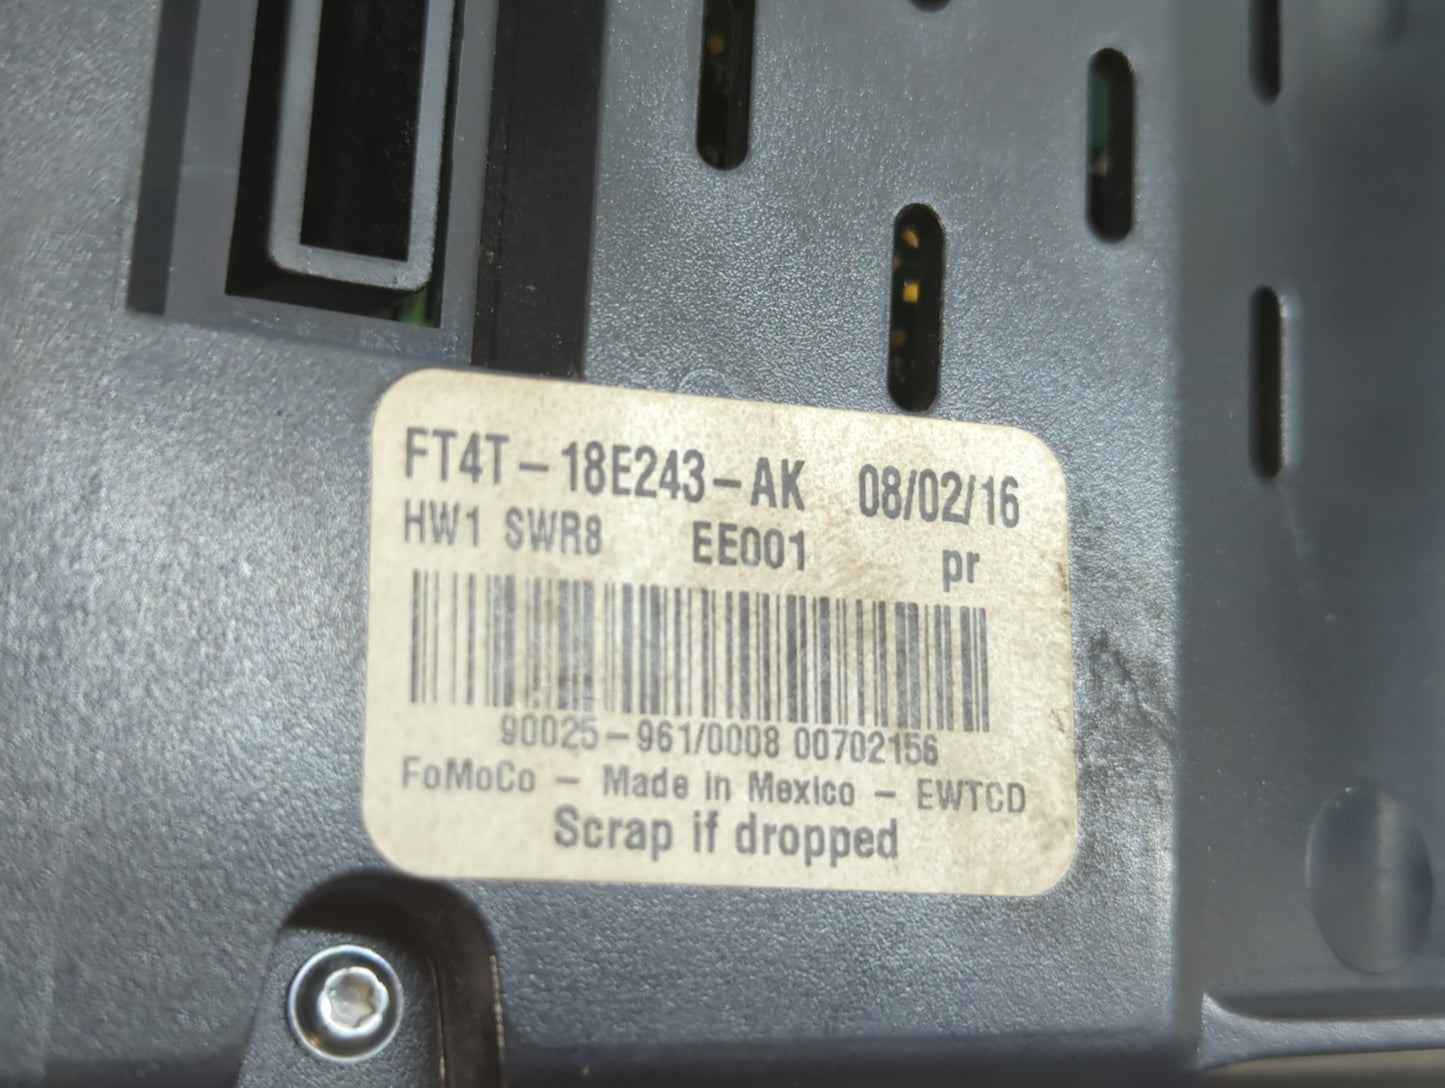 FT4T-18E243-AK 08/02/16
HW1 SWR8 EE001 pr
90025-961/0008 00702156
FoMoCo - Made in Mexico - EWTCD
Scrap if dropped